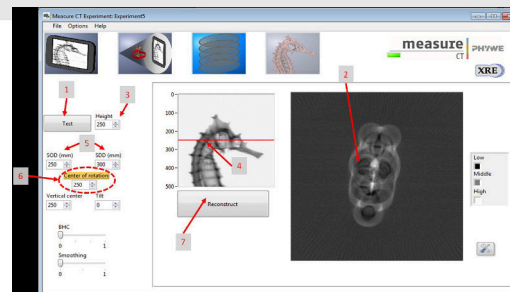 Measure CT Experiment: Experiment5
File Options Help
measure
CT
PHYWE
XRE
1
3
2
Test
Height
250
5
SOD (mm)
SDD (mm)
250
300
6
Center of rotation
250
Vertical center
Tilt
250
0
BHC
0
1
Smoothing
0
1
0
100
200
300
400
500
4
Reconstruct
7
Low
Middle
High